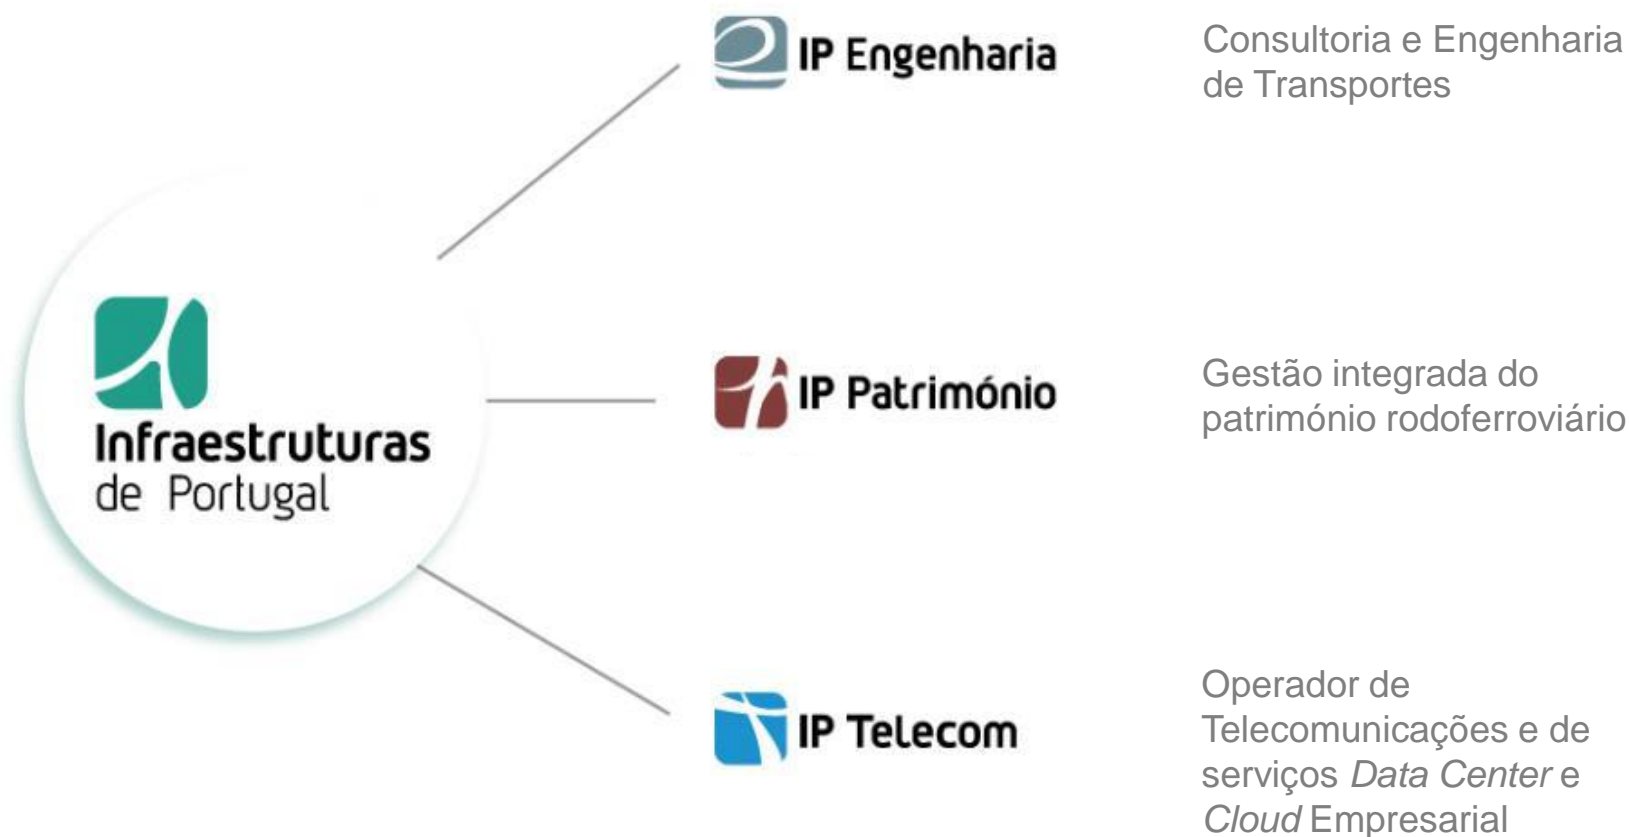 IP Engenharia
Consultoria e Engenharia
de Transportes
Infraestruturas
de Portugal
IP Património
Gestão integrada do
património rodoferroviário
IP Telecom
Operador de
Telecomunicações e de
serviços Data Center e
Cloud Empresarial